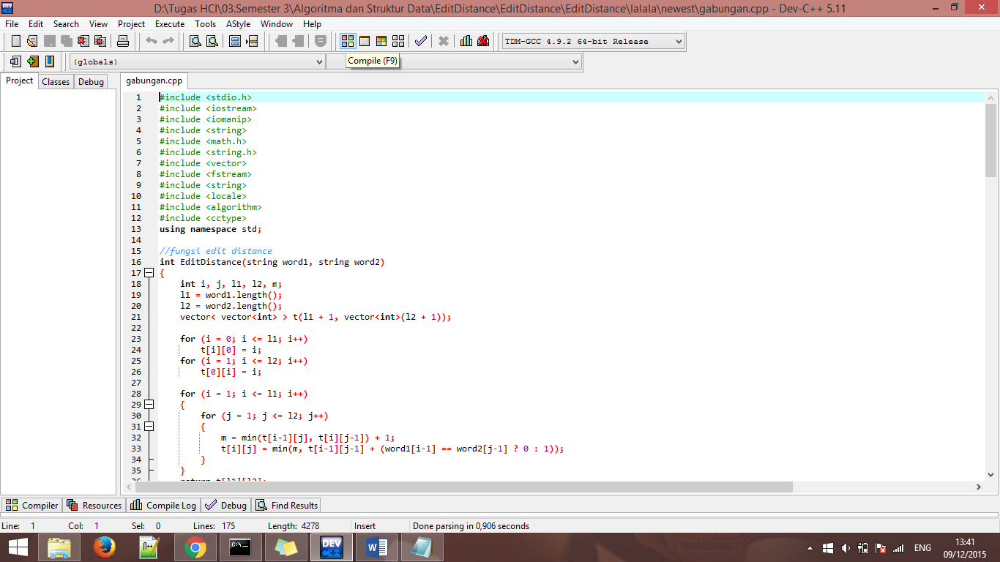 D:\Tugas HCI\03.Semester 3\Algoritma dan Struktur Data\EditDistance\EditDistance\EditDistance\lalala\newest\gabungan.cpp - Dev-C++ 5.11
File Edit Search View Project Execute Tools AStyle Window Help
TDM-GCC 4.9.2 64-bit Release
(globals)
Compile (F9)
Project Classes Debug
gabungan.cpp
1 #include <stdio.h>
2 #include <iostream>
3 #include <iomanip>
4 #include <string>
5 #include <math.h>
6 #include <string.h>
7 #include <vector>
8 #include <fstream>
9 #include <string>
10 #include <locale>
11 #include <algorithm>
12 #include <cctype>
13 using namespace std;
14
15 //fungsi edit distance
16 int EditDistance(string word1, string word2)
17 {
18 int i, j, l1, l2, m;
19 l1 = word1.length();
20 l2 = word2.length();
21 vector< vector<int> > t(l1 + 1, vector<int>(l2 + 1));
22
23 for (i = 0; i <= l1; i++)
24 t[i][0] = i;
25 for (i = 1; i <= l2; i++)
26 t[0][i] = i;
27
28 for (i = 1; i <= l1; i++)
29 {
30 for (j = 1; j <= l2; j++)
31 {
32 m = min(t[i-1][j], t[i][j-1]) + 1;
33 t[i][j] = min(m, t[i-1][j-1] + (word1[i-1] == word2[j-1] ? 0 : 1));
34 }
35 }
36 return t[l1][l2];
Compiler Resources Compile Log Debug Find Results
Line: 1 Col: 1 Sel: 0 Lines: 175 Length: 4278 Insert Done parsing in 0,906 seconds
DEV C++
ENG
13:41
09/12/2015